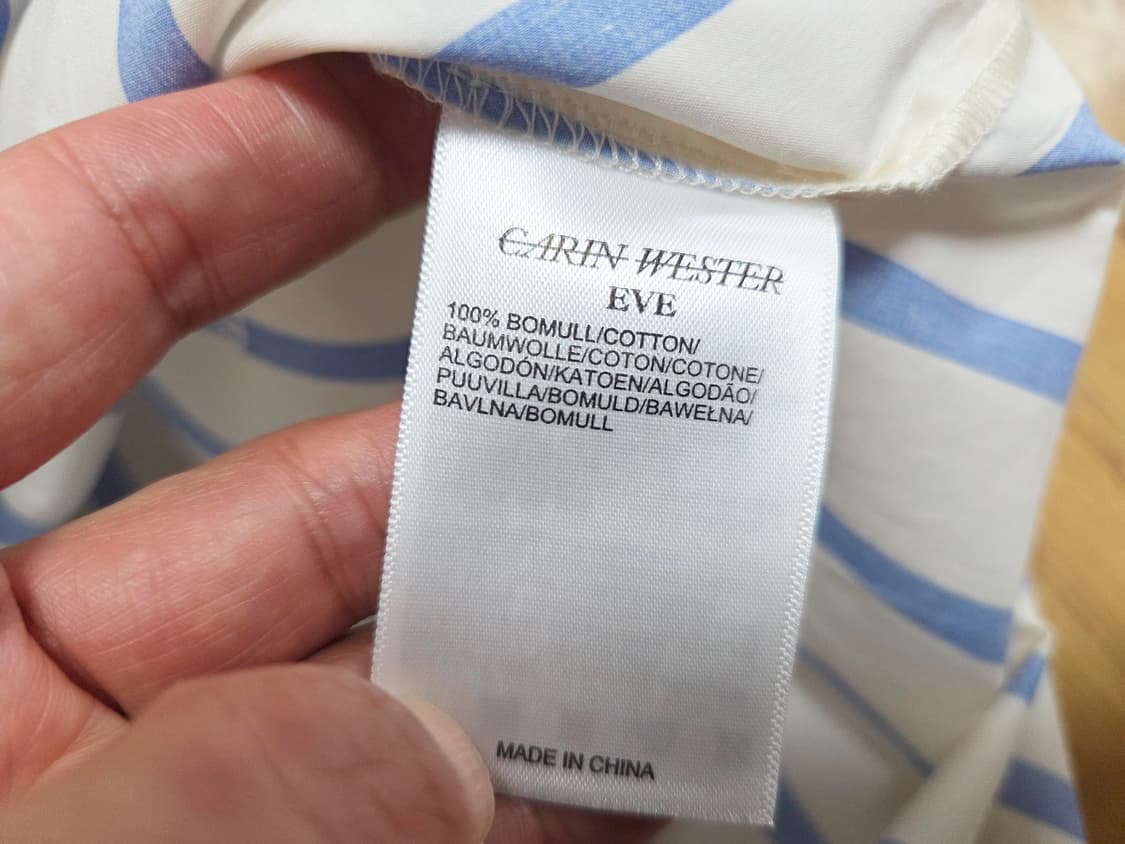 CARIN WESTER
EVE
100% BOMULL/COTTON/
BAUMWOLLE/COTON/COTONE/
ALGODÓN/KATOEN/ALGODÃO/
PUUVILLA/BOMULD/BAWEŁNA/
BAVLNA/BOMULL
MADE IN CHINA